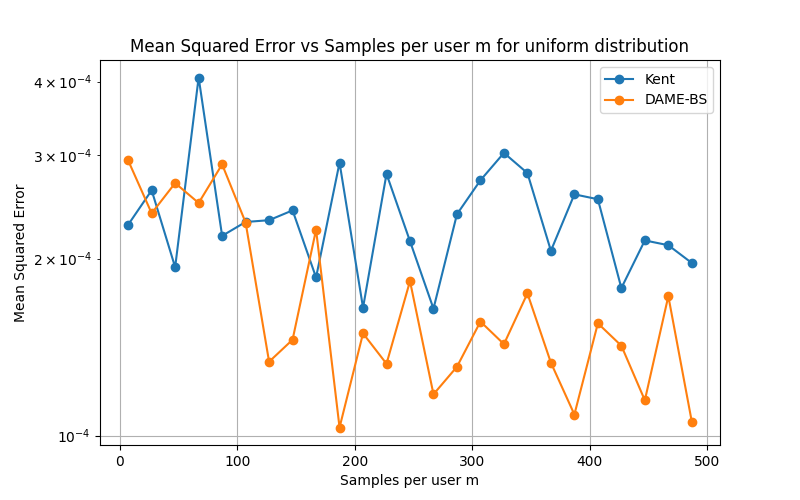 Mean Squared Error vs Samples per user m for uniform distribution
Kent
DAME-BS
4 × 10⁻⁴
3 × 10⁻⁴
2 × 10⁻⁴
10⁻⁴
Mean Squared Error
0 100 200 300 400 500
Samples per user m